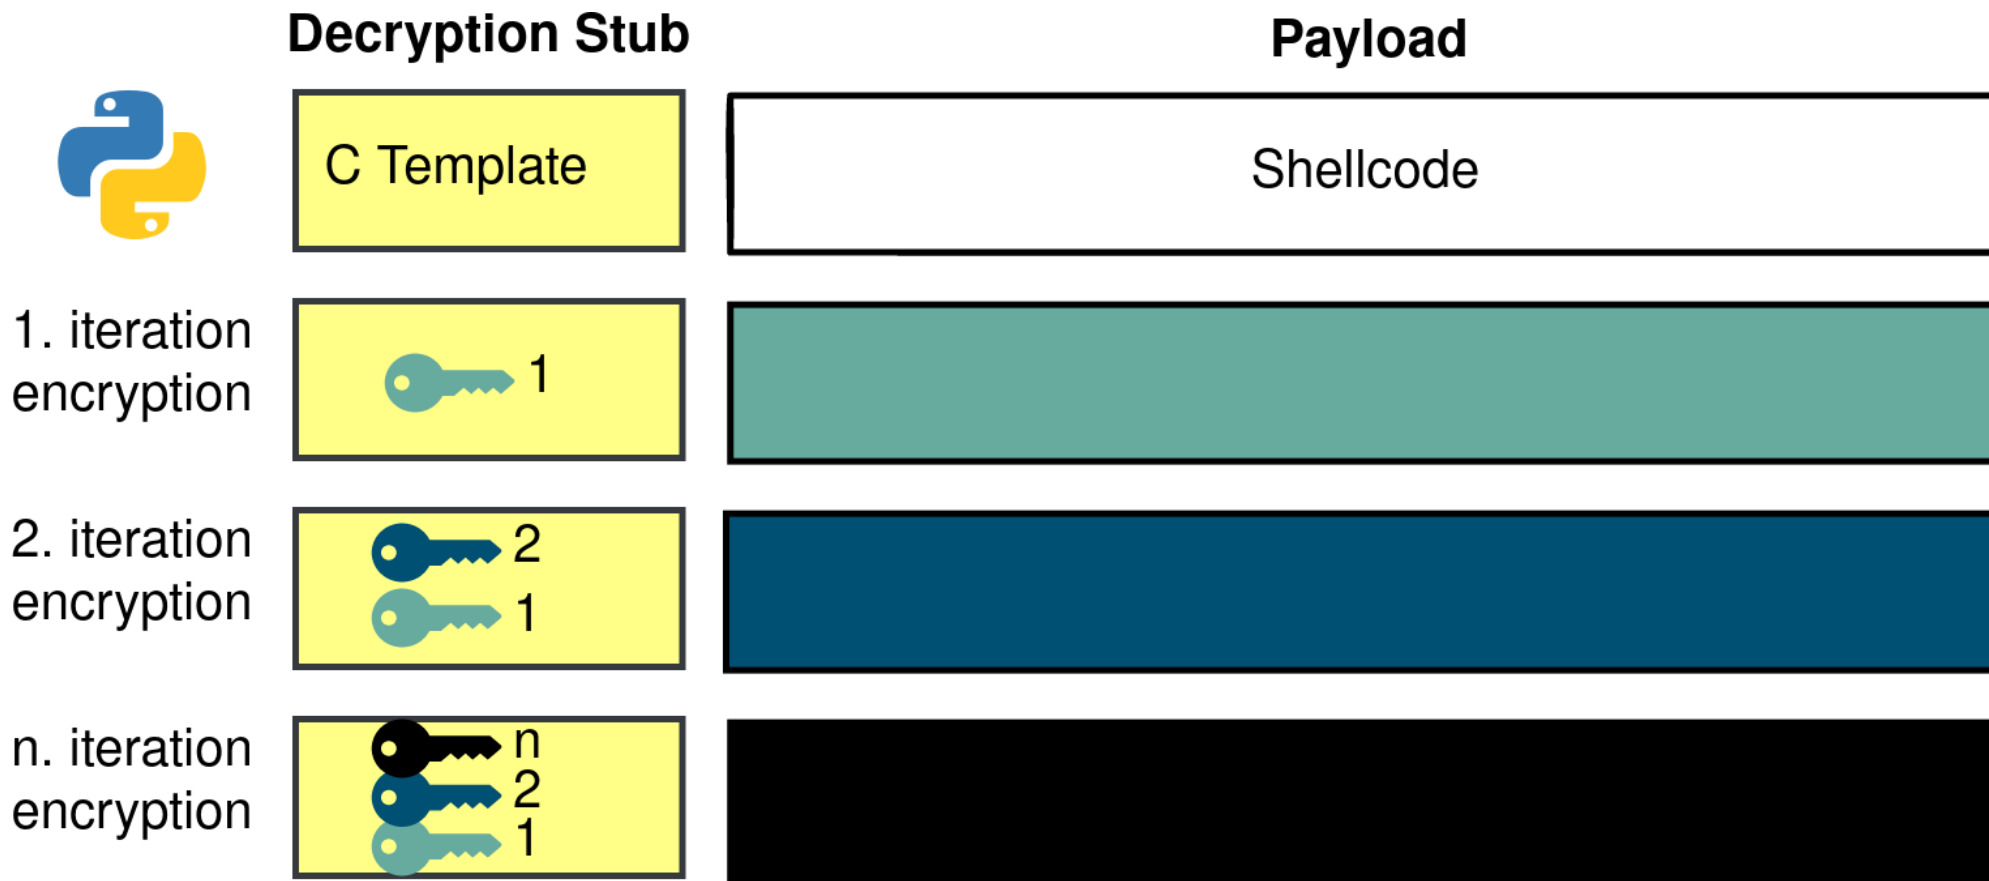 Decryption Stub
Payload
C Template
Shellcode
1. iteration
encryption
1
2. iteration
encryption
2
1
n. iteration
encryption
n
2
1